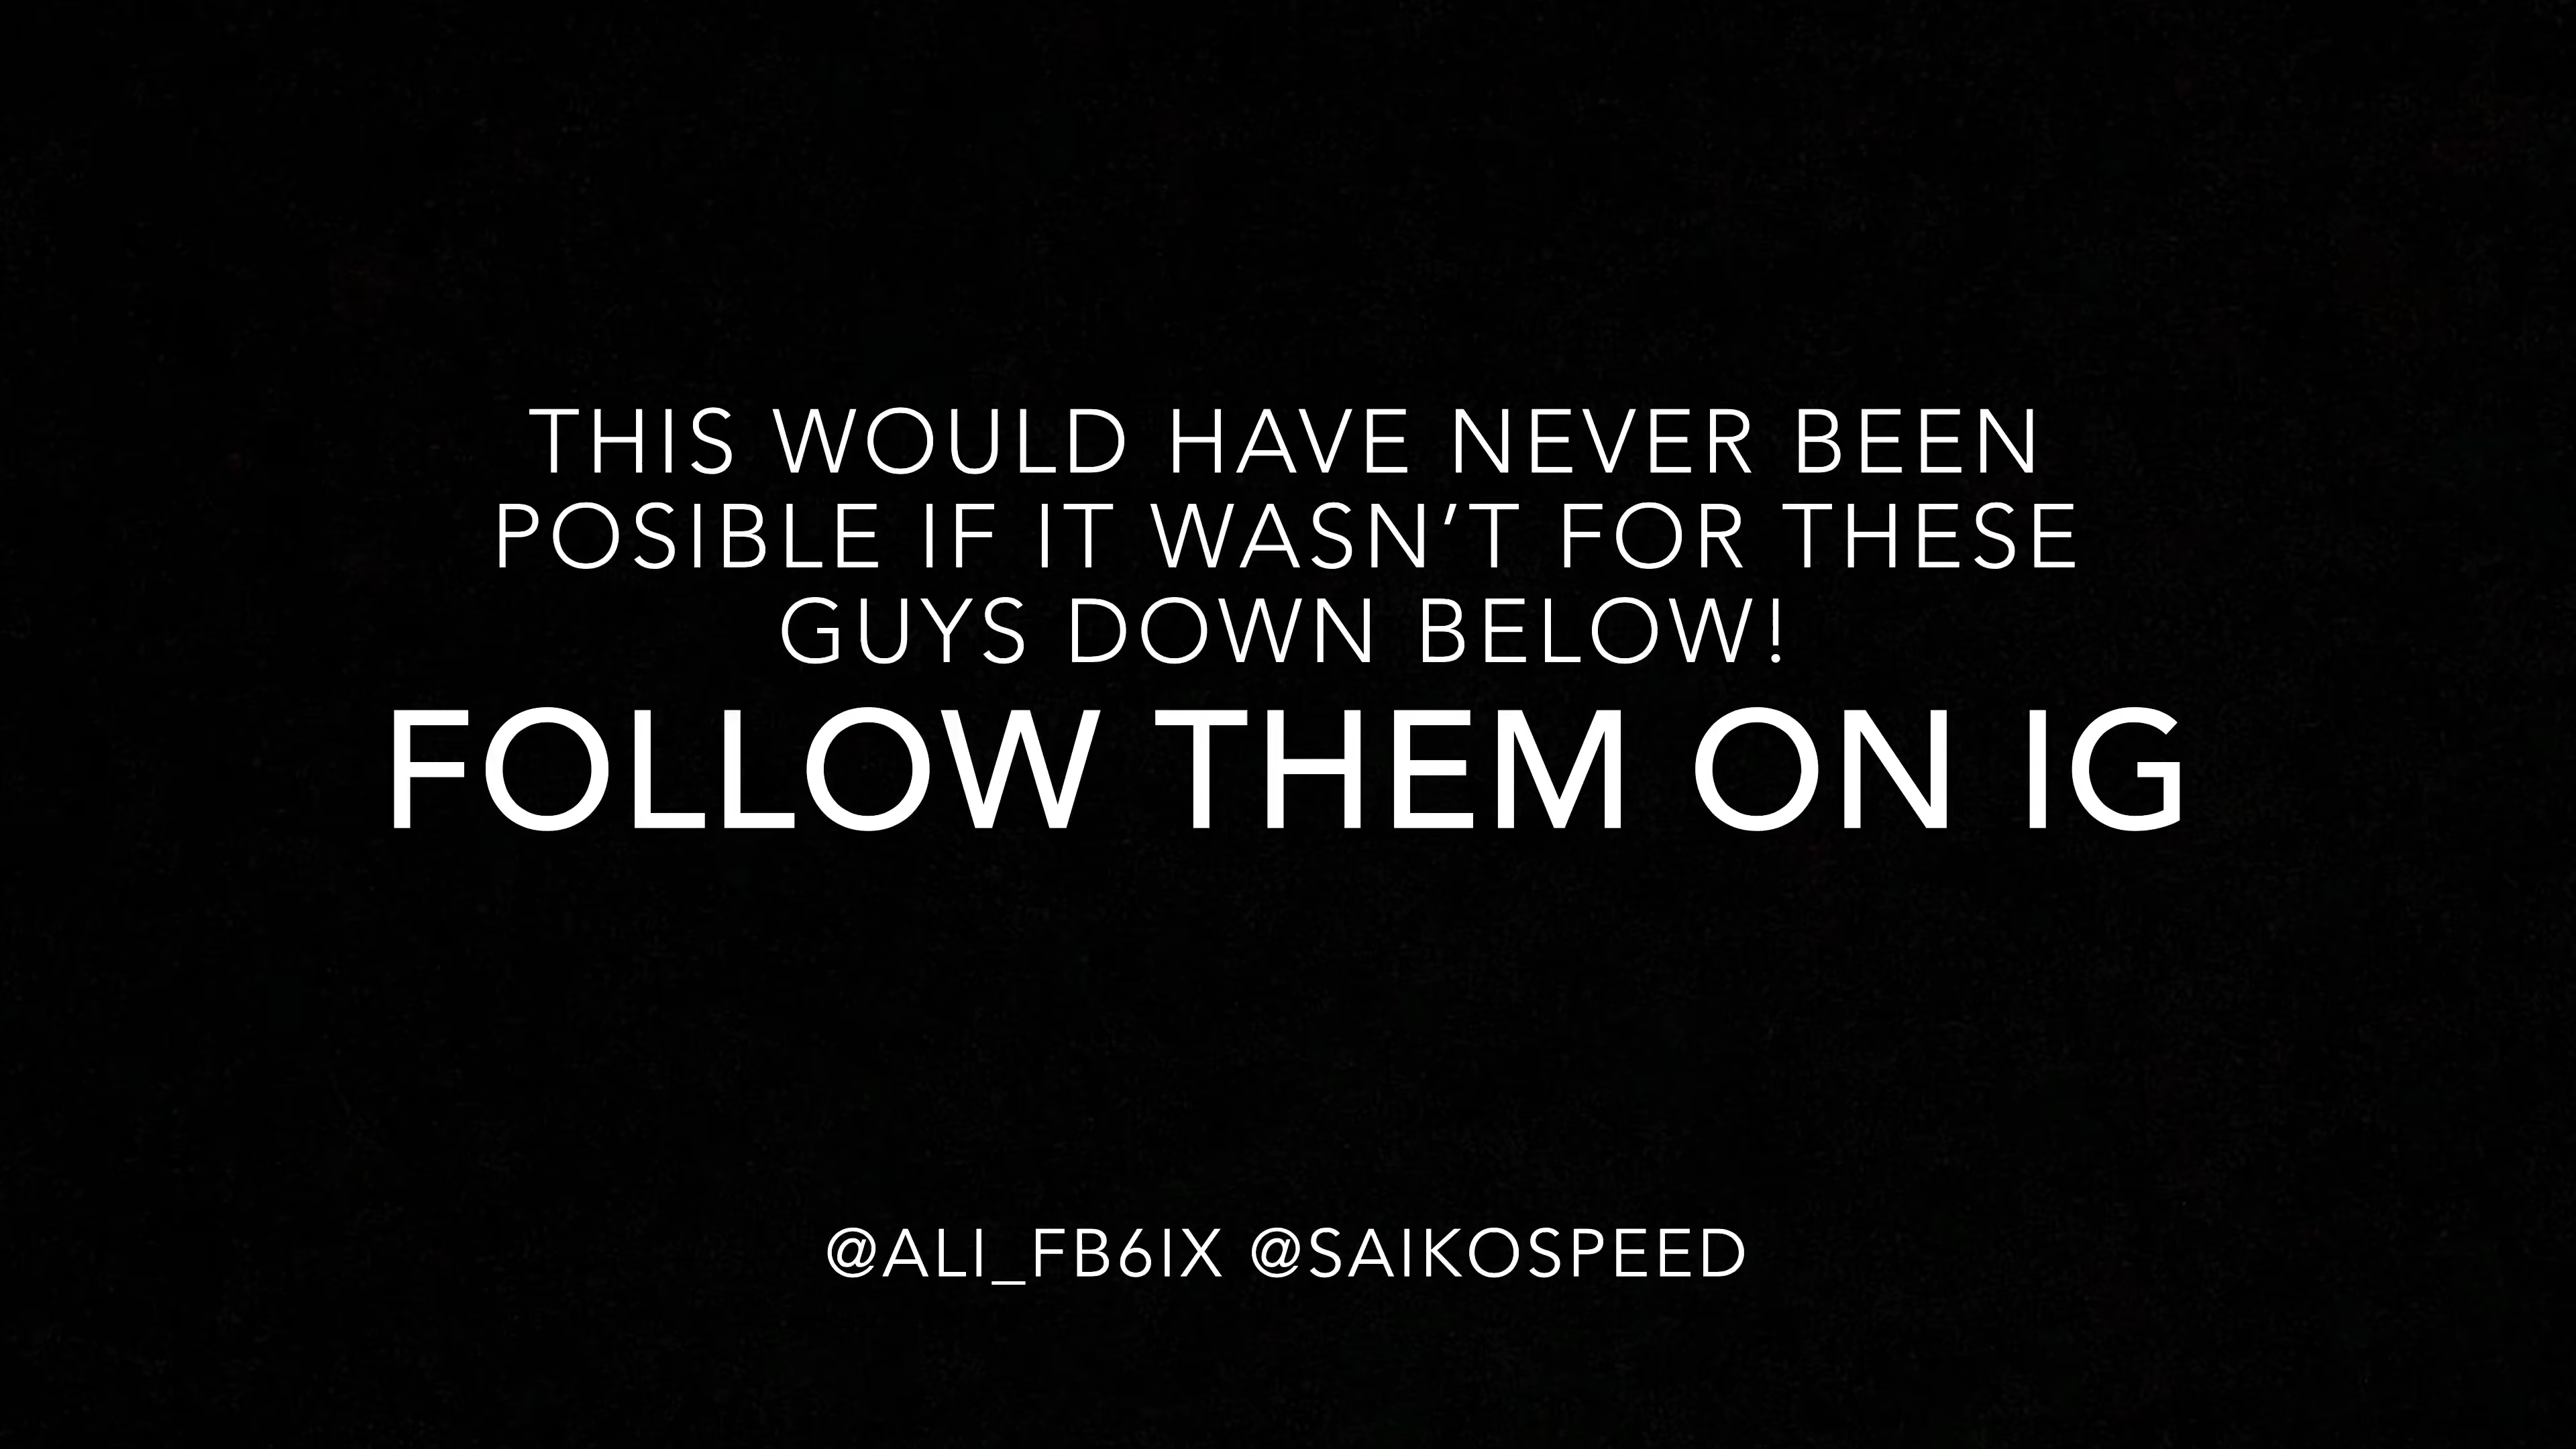 THIS WOULD HAVE NEVER BEEN
POSIBLE IF IT WASN’T FOR THESE
GUYS DOWN BELOW!
FOLLOW THEM ON IG
@ALI_FB6IX @SAIKOSPEED